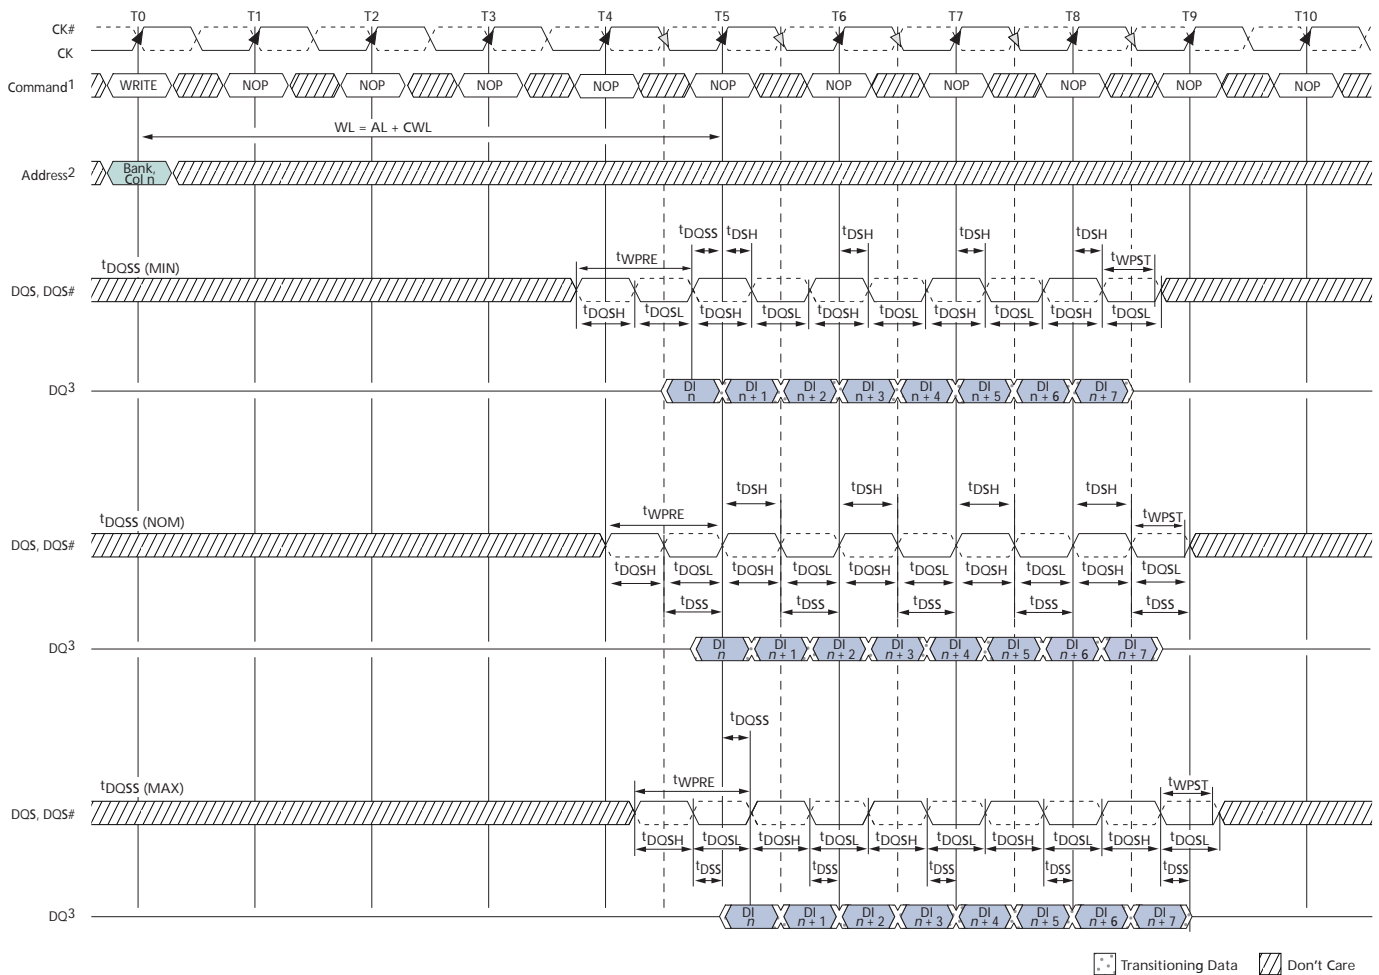 T0 T1 T2 T3 T4 T5 T6 T7 T8 T9 T10
CK#
CK
Command1 WRITE NOP NOP NOP NOP NOP NOP NOP NOP NOP NOP
WL = AL + CWL
Address2 Bank, Col n
tDQSS tDSH tDSH tDSH tDSH
tDQSS (MIN) tWPRE tWPST
DQS, DQS#
tDQSH tDQSL tDQSH tDQSL tDQSH tDQSL tDQSH tDQSL tDQSH tDQSL
DQ3 DI n DI n + 1 DI n + 2 DI n + 3 DI n + 4 DI n + 5 DI n + 6 DI n + 7
tDSH tDSH tDSH tDSH
tDQSS (NOM) tWPRE tWPST
DQS, DQS#
tDQSH tDQSL tDQSH tDQSL tDQSH tDQSL tDQSH tDQSL tDQSH tDQSL
tDSS tDSS tDSS tDSS tDSS
DQ3 DI n DI n + 1 DI n + 2 DI n + 3 DI n + 4 DI n + 5 DI n + 6 DI n + 7
tDQSS
tDQSS (MAX) tWPRE tWPST
DQS, DQS#
tDQSH tDQSL tDQSH tDQSL tDQSH tDQSL tDQSH tDQSL tDQSH tDQSL
tDSS tDSS tDSS tDSS tDSS
DQ3 DI n DI n + 1 DI n + 2 DI n + 3 DI n + 4 DI n + 5 DI n + 6 DI n + 7
Transitioning Data Don't Care